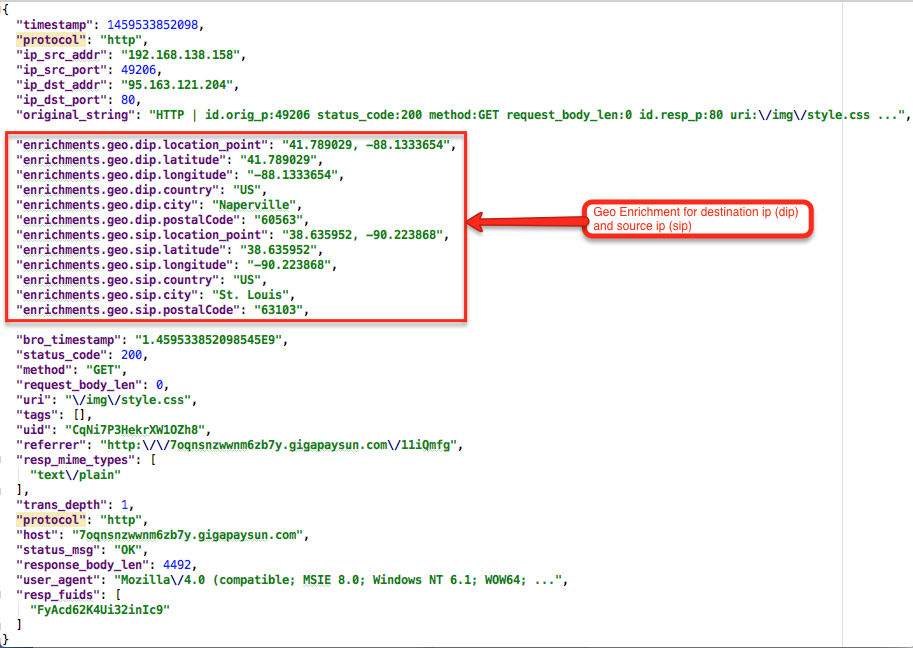 {
"timestamp": 1459533852098,
"protocol": "http",
"ip_src_addr": "192.168.138.158",
"ip_src_port": 49206,
"ip_dst_addr": "95.163.121.204",
"ip_dst_port": 80,
"original_string": "HTTP | id.orig_p:49206 status_code:200 method:GET request_body_len:0 id.resp_p:80 uri:\/img\/style.css ...",
"enrichments.geo.dip.location_point": "41.789029, -88.1333654",
"enrichments.geo.dip.latitude": "41.789029",
"enrichments.geo.dip.longitude": "-88.1333654",
"enrichments.geo.dip.country": "US",
"enrichments.geo.dip.city": "Naperville",
"enrichments.geo.dip.postalCode": "60563",
"enrichments.geo.sip.location_point": "38.635952, -90.223868",
"enrichments.geo.sip.latitude": "38.635952",
"enrichments.geo.sip.longitude": "-90.223868",
"enrichments.geo.sip.country": "US",
"enrichments.geo.sip.city": "St. Louis",
"enrichments.geo.sip.postalCode": "63103",
Geo Enrichment for destination ip (dip)
and source ip (sip)
"bro_timestamp": "1.459533852098545E9",
"status_code": 200,
"method": "GET",
"request_body_len": 0,
"uri": "\/img\/style.css",
"tags": [],
"uid": "CqNi7P3HekrXW1OZh8",
"referrer": "http:\/\/7oqnsnzwwnm6zb7y.gigapaysun.com\/11iQmfg",
"resp_mime_types": [
"text\/plain"
],
"trans_depth": 1,
"protocol": "http",
"host": "7oqnsnzwwnm6zb7y.gigapaysun.com",
"status_msg": "OK",
"response_body_len": 4492,
"user_agent": "Mozilla\/4.0 (compatible; MSIE 8.0; Windows NT 6.1; WOW64; ...",
"resp_fuids": [
"FyAcd62K4Ui32inIc9"
]
}